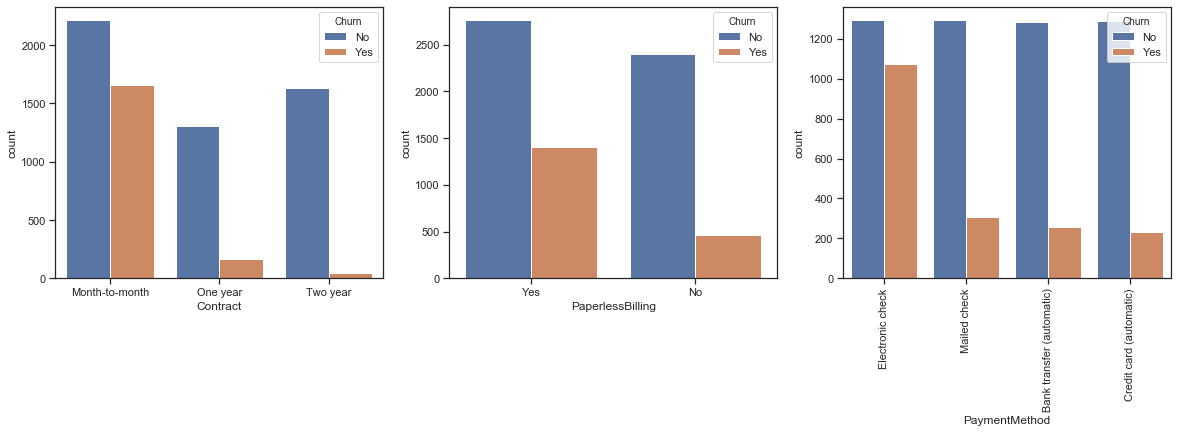 Churn
No
Yes
2000
1500
1000
500
0
count
Month-to-month
One year
Two year
Contract
Churn
No
Yes
2500
2000
1500
1000
500
0
count
Yes
No
PaperlessBilling
Churn
No
Yes
1200
1000
800
600
400
200
0
count
Electronic check
Mailed check
Bank transfer (automatic)
Credit card (automatic)
PaymentMethod